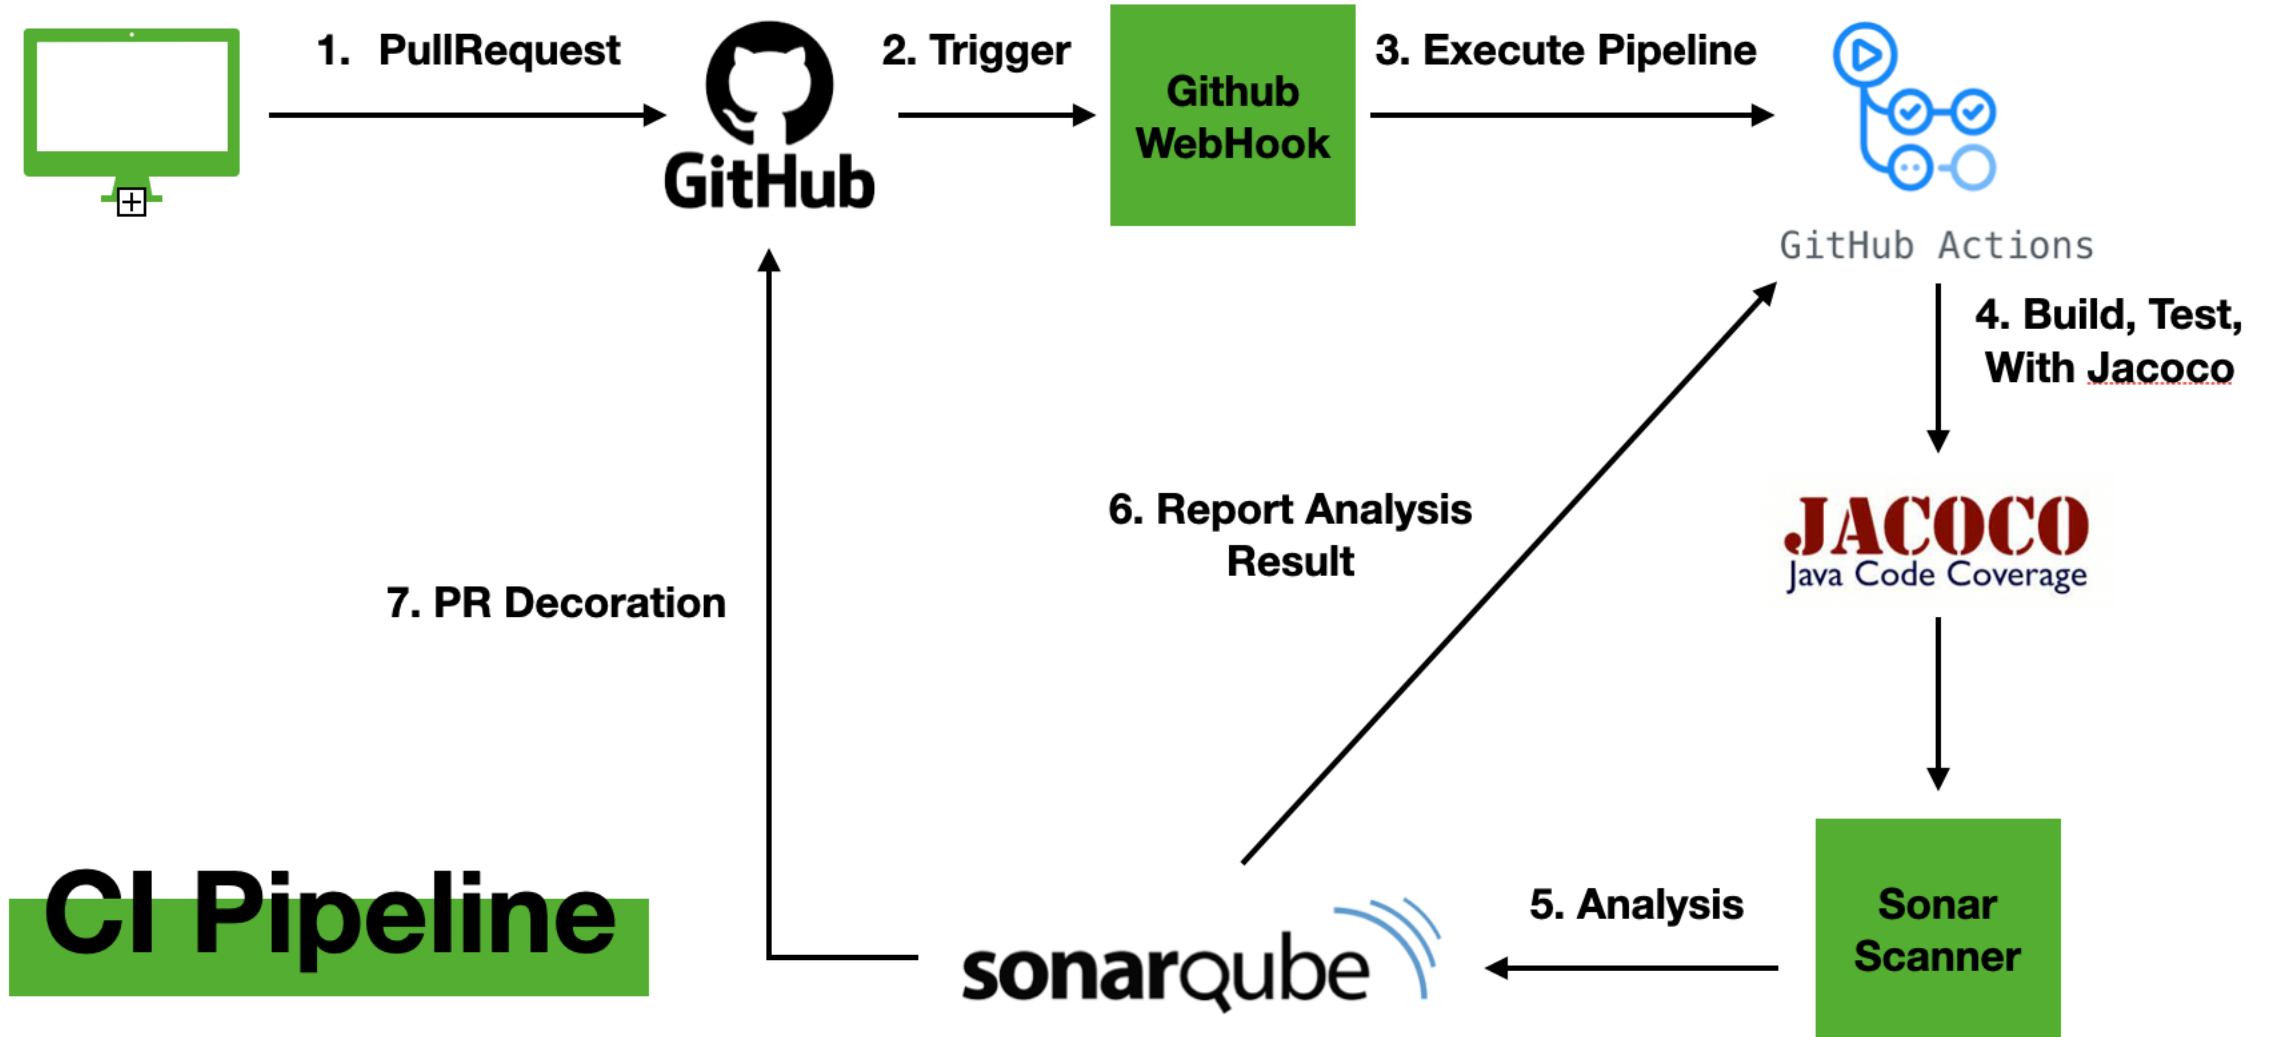 1. PullRequest
GitHub
2. Trigger
Github
WebHook
3. Execute Pipeline
GitHub Actions
4. Build, Test,
With Jacoco
JACOCO
Java Code Coverage
6. Report Analysis
Result
7. PR Decoration
CI Pipeline
sonarqube
5. Analysis
Sonar
Scanner